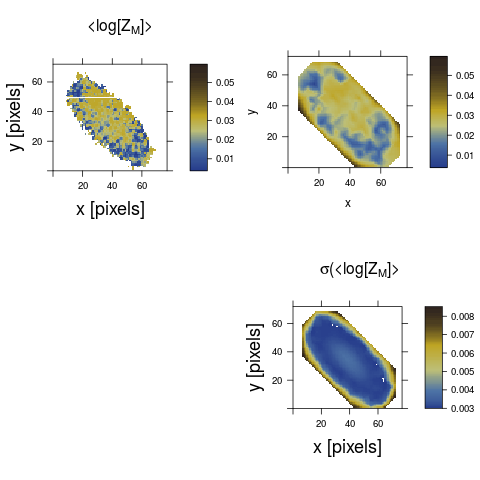 <log[Z_M]>
60
40
20
20 40 60
x [pixels]
y [pixels]
0.05
0.04
0.03
0.02
0.01
60
40
20
20 40 60
x
y
0.05
0.04
0.03
0.02
0.01
σ(<log[Z_M]>
60
40
20
20 40 60
x [pixels]
y [pixels]
0.008
0.007
0.006
0.005
0.004
0.003